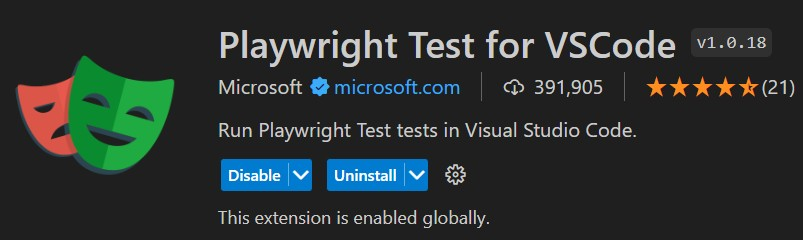 Playwright Test for VSCode v1.0.18
Microsoft microsoft.com 391,905 (21)
Run Playwright Test tests in Visual Studio Code.
Disable Uninstall
This extension is enabled globally.